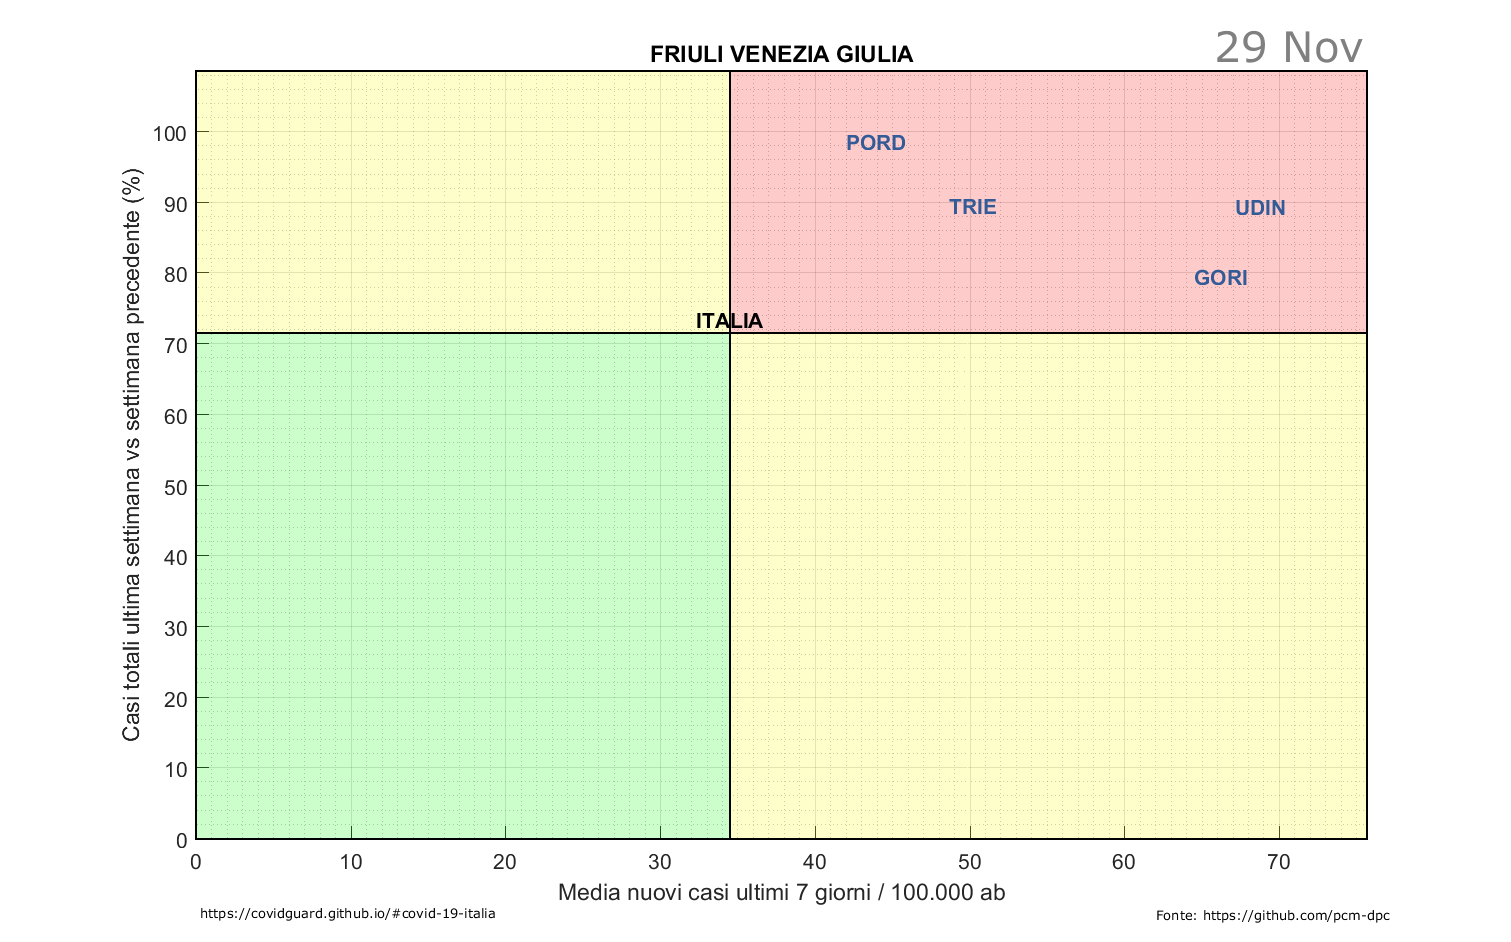 FRIULI VENEZIA GIULIA
29 Nov
Casi totali ultima settimana vs settimana precedente (%)
100
90
80
70
60
50
40
30
20
10
0
PORD
TRIE
UDIN
GORI
ITALIA
0 10 20 30 40 50 60 70
Media nuovi casi ultimi 7 giorni / 100.000 ab
https://covidguard.github.io/#covid-19-italia
Fonte: https://github.com/pcm-dpc